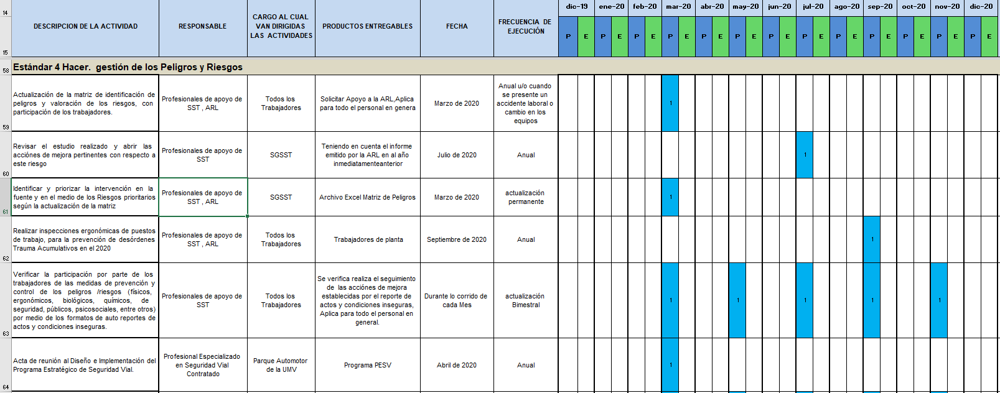 14
DESCRIPCION DE LA ACTIVIDAD
RESPONSABLE
CARGO AL CUAL
VAN DIRIGIDAS
LAS ACTIVIDADES
PRODUCTOS ENTREGABLES
FECHA
FRECUENCIA DE
EJECUCIÓN
dic-19 ene-20 feb-20 mar-20 abr-20 may-20 jun-20 jul-20 ago-20 sep-20 oct-20 nov-20 dic-20
15
P E P E P E P E P E P E P E P E P E P E P E P E P E
58
Estándar 4 Hacer. gestión de los Peligros y Riesgos
59
Actualización de la matriz de identificación de
peligros y valoración de los riesgos, con
participación de los trabajadores.
Profesionales de apoyo de
SST , ARL
Todos los
Trabajadores
Solicitar Apoyo a la ARL,Aplica
para todo el personal en genera
Marzo de 2020
Anual u/o cuando
se presente un
accidente laboral o
cambio en los
equipos
1
60
Revisar el estudio realizado y abrir las
acciónes de mejora pertinentes con respecto a
este riesgo
Profesionales de apoyo de
SST
SGSST
Teniendo en cuenta el informe
emitido por la ARL en al año
inmediatamenteanterior
Julio de 2020
Anual
1
61
Identificar y priorizar la intervención en la
fuente y en el medio de los Riesgos prioritarios
según la actualización de la matriz
Profesionales de apoyo de
SST , ARL
SGSST
Archivo Excel Matriz de Peligros
Marzo de 2020
actualización
permanente
1
62
Realizar inspecciones ergonómicas de puestos
de trabajo, para la prevención de desórdenes
Trauma Acumulativos en el 2020
Profesionales de apoyo de
SST , ARL
Todos los
Trabajadores
Trabajadores de planta
Septiembre de 2020
Anual
1
63
Verificar la participación por parte de los
trabajadores de las medidas de prevención y
control de los peligros /riesgos (físicos,
ergonómicos, biológicos, químicos, de
seguridad, públicos, psicosociales, entre otros)
por medio de los formatos de auto reportes de
actos y condiciones inseguras.
Profesionales de apoyo de
SST
Todos los
Trabajadores
Se verifica realiza el seguimiento
de las acciónes de mejora
establecidas por el reporte de
actos y condiciones inseguras,
Aplica para todo el personal en
general.
Durante lo corrido de
cada Mes
actualización
Bimestral
1 1 1 1 1
64
Acta de reunión al Diseño e Implementación del
Programa Estratégico de Seguridad Vial.
Profesional Especializado
en Seguridad Vial
Contratado
Parque Automotor
de la UMV
Programa PESV
Abril de 2020
Anual
1